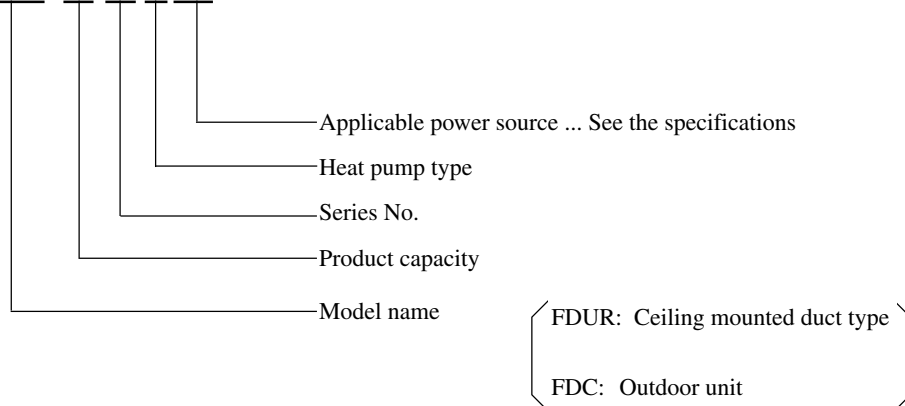 Applicable power source ... See the specifications
Heat pump type
Series No.
Product capacity
Model name
FDUR: Ceiling mounted duct type
FDC: Outdoor unit